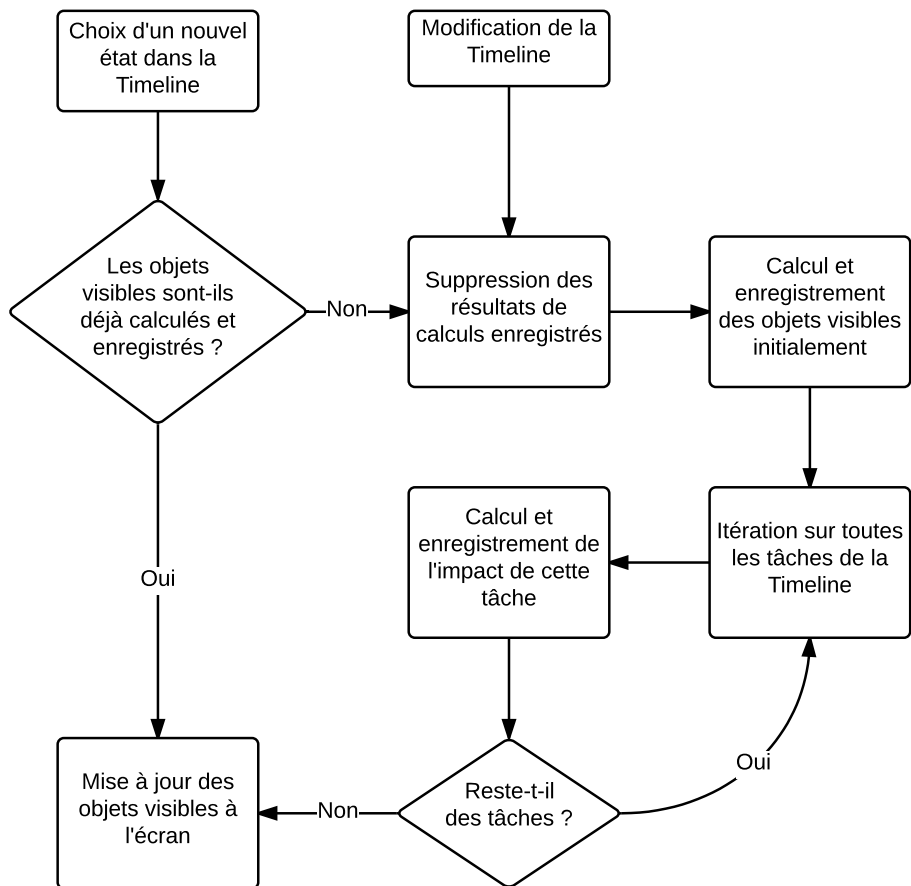 Choix d'un nouvel
état dans la
Timeline
Modification de la
Timeline
Les objets
visibles sont-ils
déjà calculés et
enregistrés ?
Non
Suppression des
résultats de
calculs enregistrés
Calcul et
enregistrement
des objets visibles
initialement
Calcul et
enregistrement de
l'impact de cette
tâche
Itération sur toutes
les tâches de la
Timeline
Oui
Mise à jour des
objets visibles à
l'écran
Non
Reste-t-il
des tâches ?
Oui